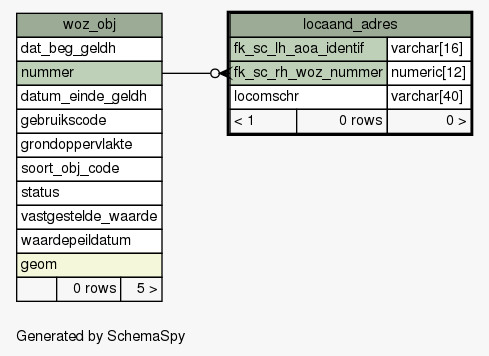 woz_obj
dat_beg_geldh
nummer
datum_einde_geldh
gebruikscode
grondoppervlakte
soort_obj_code
status
vastgestelde_waarde
waardepeildatum
geom
0 rows 5 >
locaand_adres
fk_sc_lh_aoa_identif varchar[16]
fk_sc_rh_woz_nummer numeric[12]
locomschr varchar[40]
< 1 0 rows 0 >
Generated by SchemaSpy